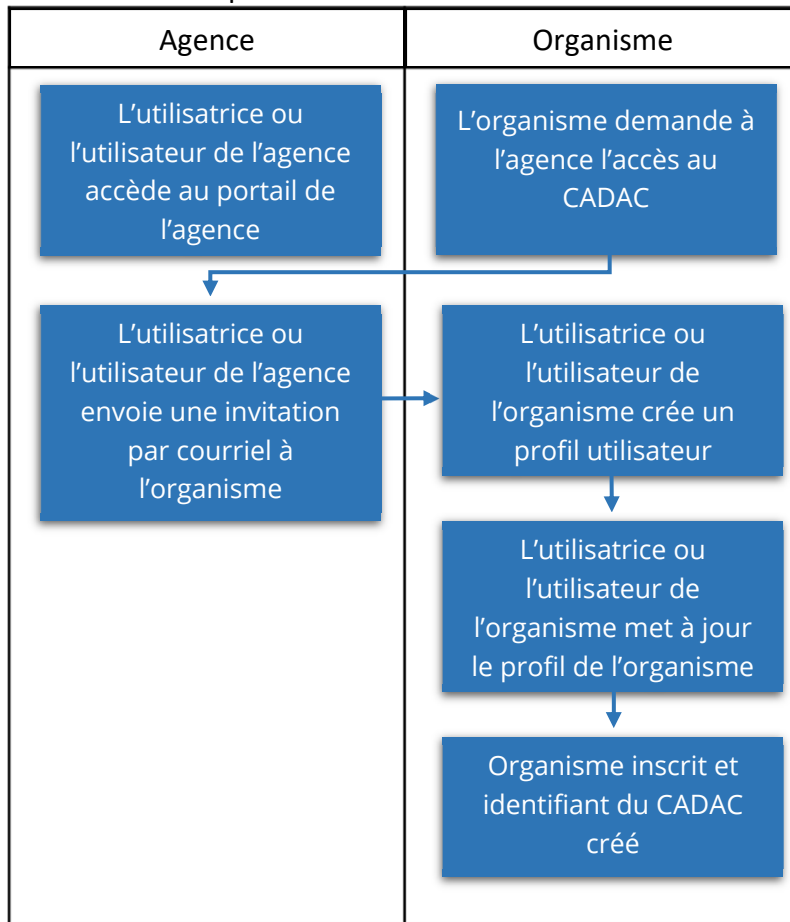 Agence
Organisme
L'utilisatrice ou
l'utilisateur de l'agence
accède au portail de
l'agence
L'organisme demande à
l'agence l'accès au
CADAC
L'utilisatrice ou
l'utilisateur de l'agence
envoie une invitation
par courriel à
l'organisme
L'utilisatrice ou
l'utilisateur de
l'organisme crée un
profil utilisateur
L'utilisatrice ou
l'utilisateur de
l'organisme met à jour
le profil de l'organisme
Organisme inscrit et
identifiant du CADAC
créé